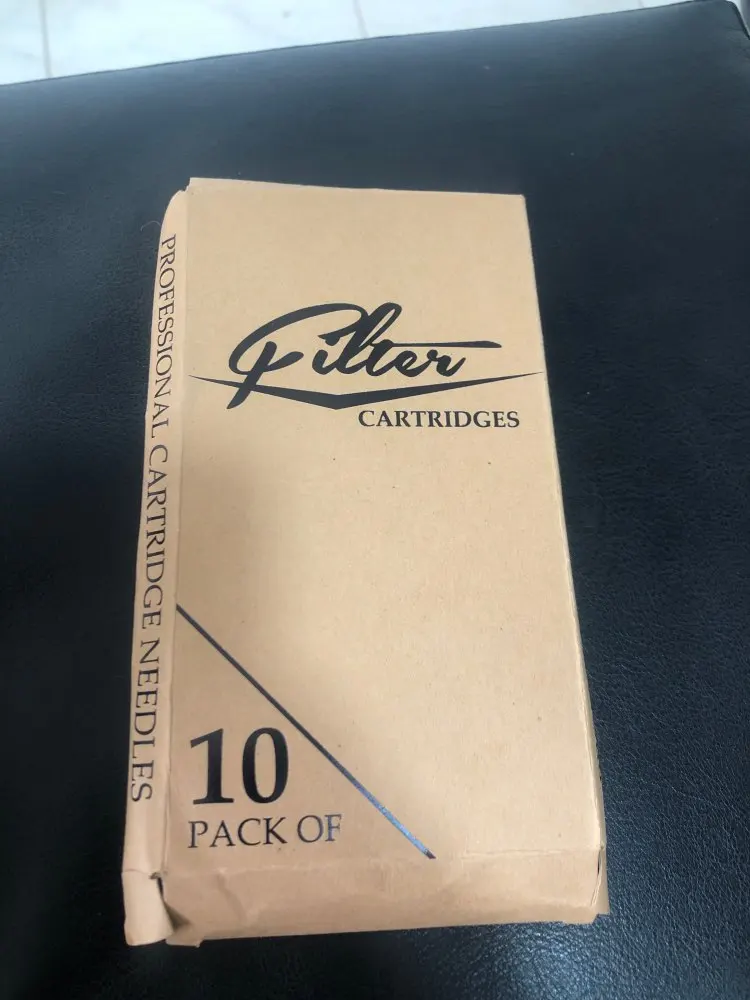 PROFESSIONAL CARTRIDGE NEEDLES
Filter
CARTRIDGES
10
PACK OF